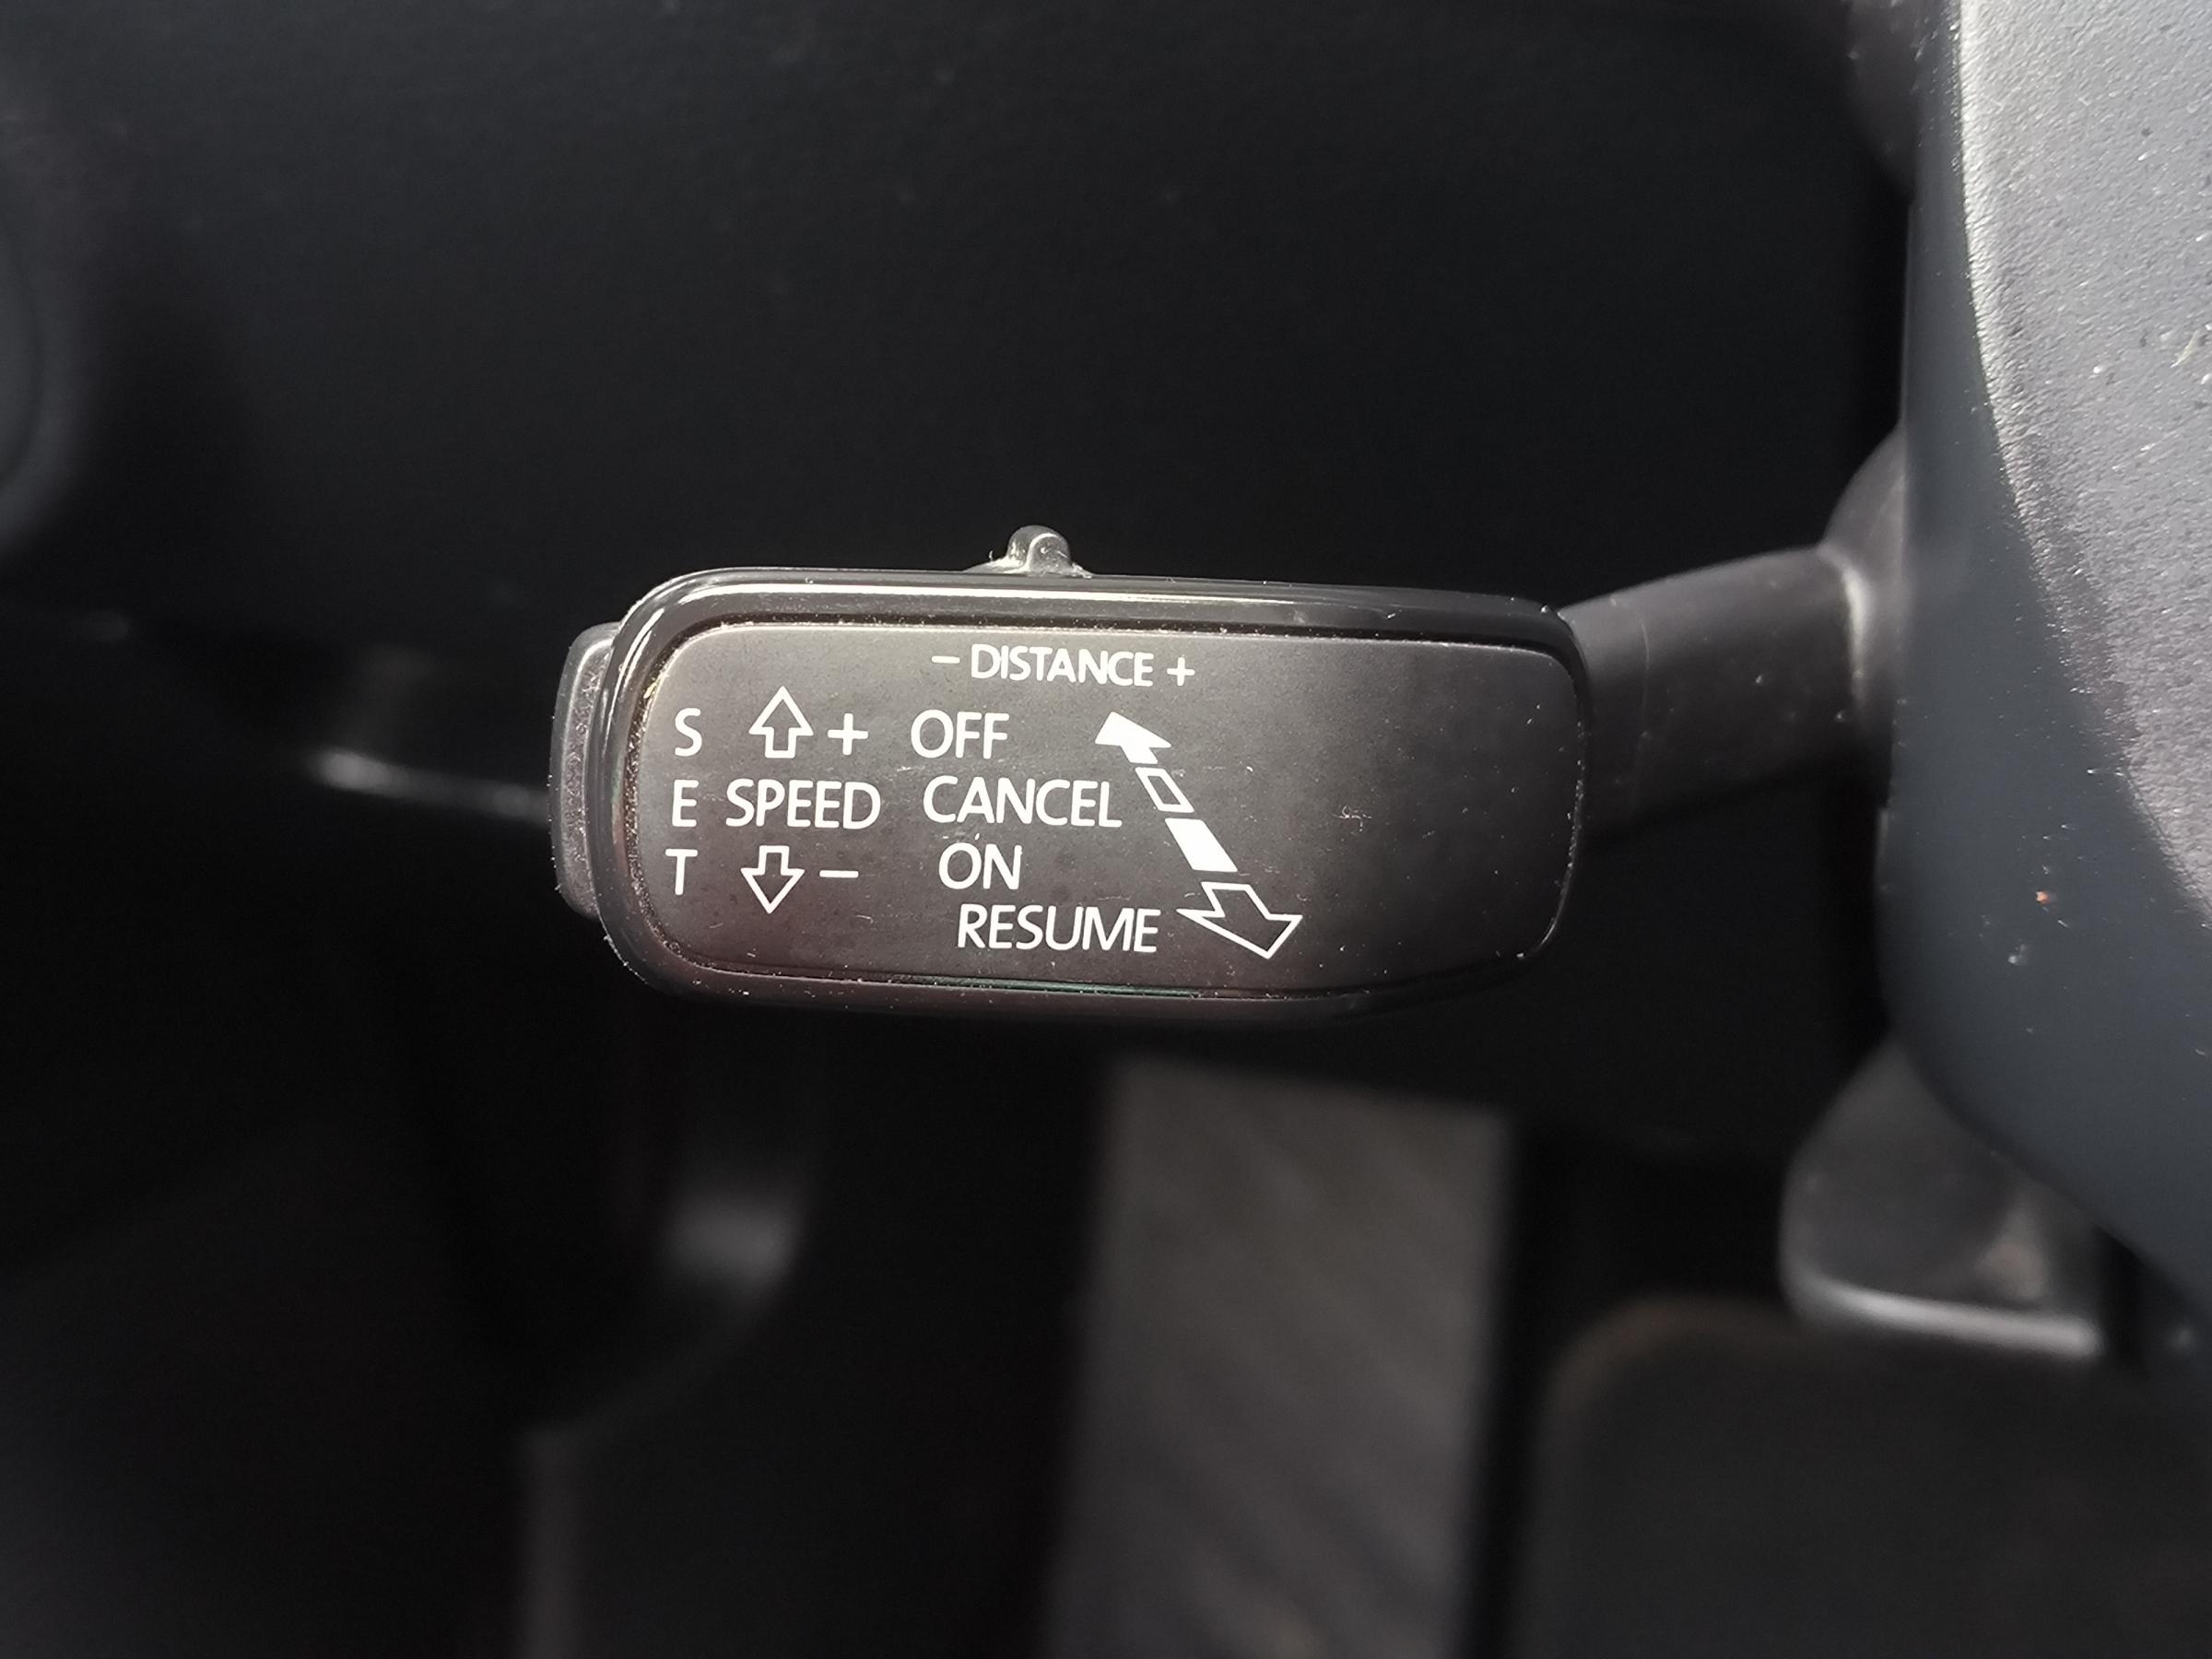 - DISTANCE +
S + OFF
E SPEED CANCEL
T - ON
RESUME